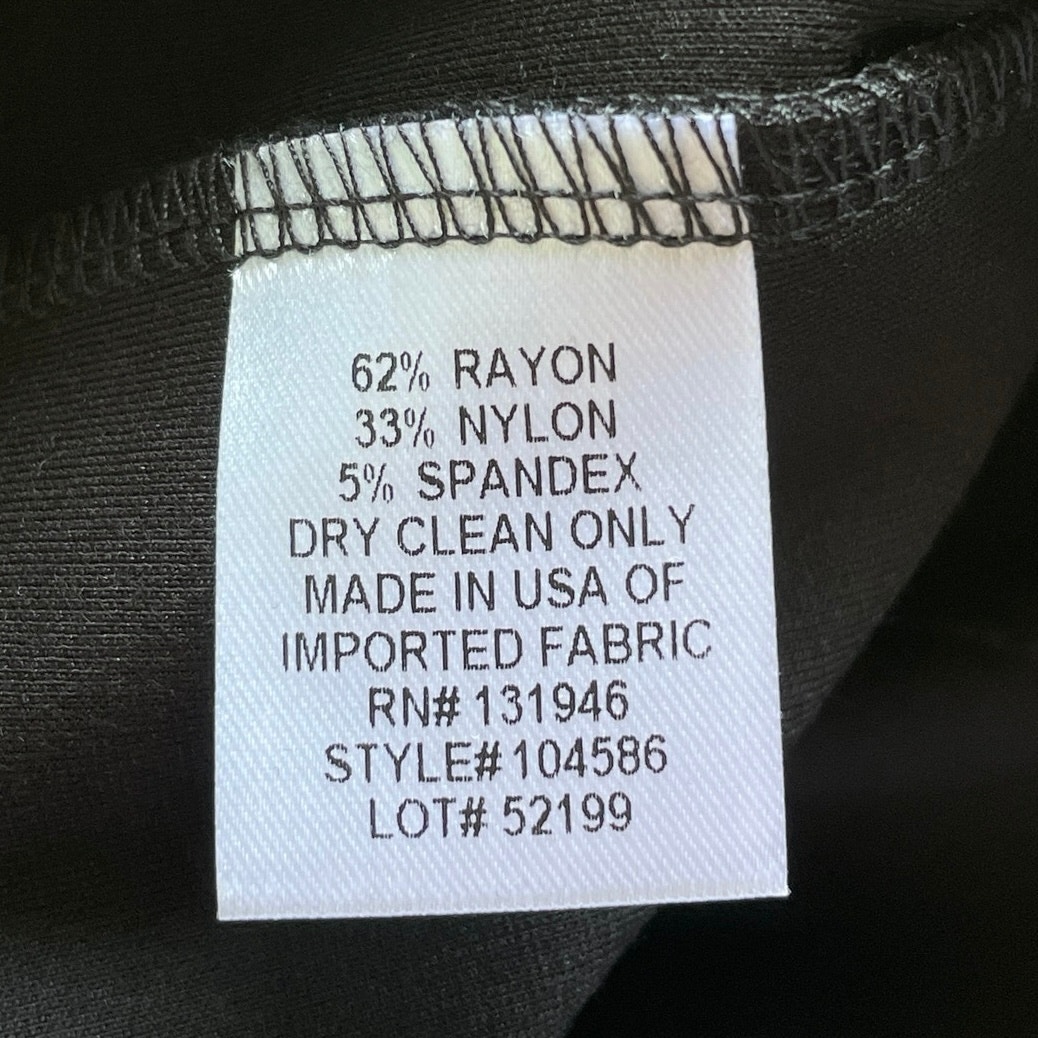 62% RAYON
33% NYLON
5% SPANDEX
DRY CLEAN ONLY
MADE IN USA OF
IMPORTED FABRIC
RN# 131946
STYLE# 104586
LOT# 52199